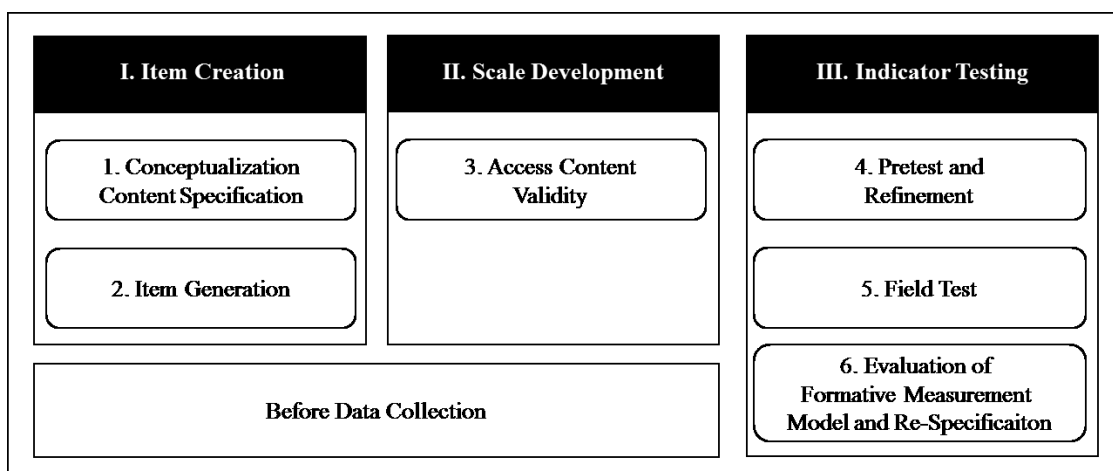 I. Item Creation
1. Conceptualization
Content Specification
2. Item Generation
II. Scale Development
3. Access Content
Validity
Before Data Collection
III. Indicator Testing
4. Pretest and
Refinement
5. Field Test
6. Evaluation of
Formative Measurement
Model and Re-Specificaiton